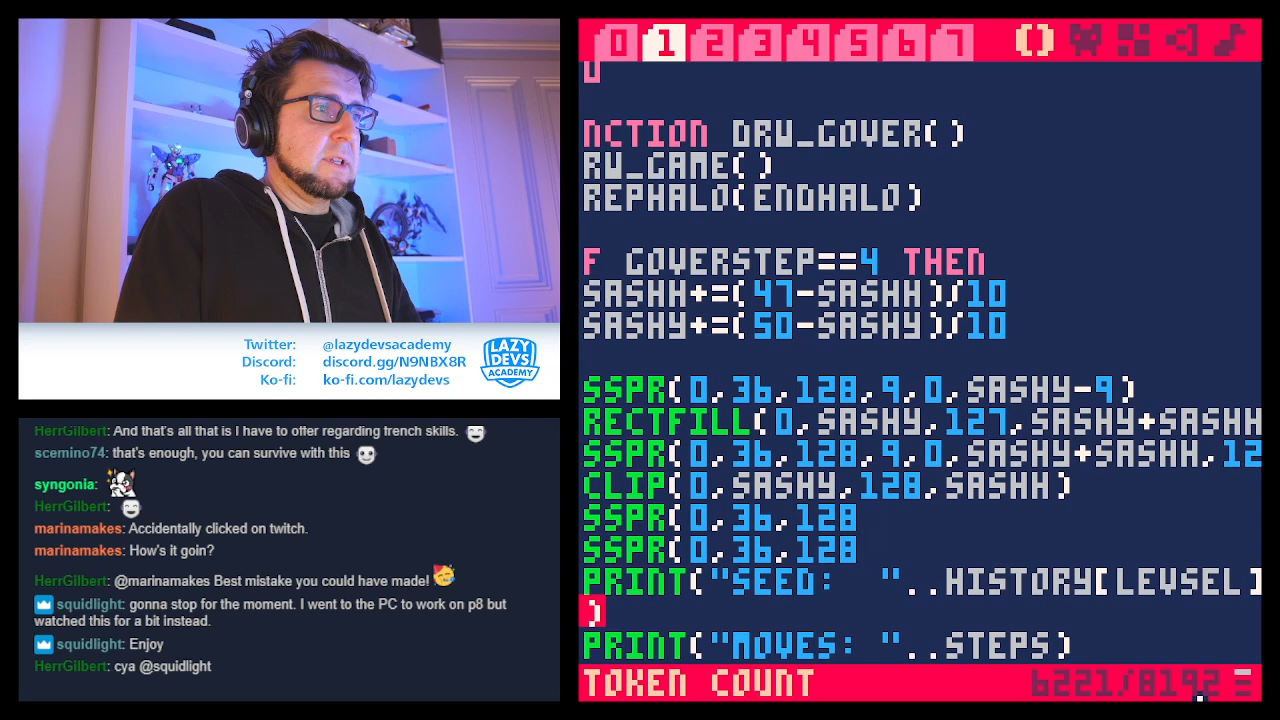 Twitter: @lazydevsacademy
Discord: discord.gg/N9NBX8R
Ko-fi: ko-fi.com/lazydevs
LAZY
DEVS
ACADEMY
HerrGilbert: And that's all that is I have to offer regarding trench skills.
scemino74: that's enough, you can survive with this
syngonia:
HerrGilbert:
marinamakes: Accidentally clicked on twitch.
marinamakes: How's it goin?
HerrGilbert: @marinamakes Best mistake you could have made!
squidlight: gonna stop for the moment. I went to the PC to work on p8 but
watched this for a bit instead.
squidlight: Enjoy
HerrGilbert: cya @squidlight
0 1 2 3 4 5 6 7 ()
NCTION DRW_GOVER()
RW_GAME()
REPHALO(ENDHALO)
F GOVERSTEP==4 THEN
SASHH+=(47-SASHH)/10
SASHY+=(50-SASHY)/10
SSPR(0,36,128,9,0,SASHY-9)
RECTFILL(0,SASHY,127,SASHY+SASHH
SSPR(0,36,128,9,0,SASHY+SASHH,12
CLIP(0,SASHY,128,SASHH)
SSPR(0,36,128
SSPR(0,36,128
PRINT("SEED:  "..HISTORY[LEVSEL]
)
PRINT("MOVES: "..STEPS)
TOKEN COUNT 6221/8192